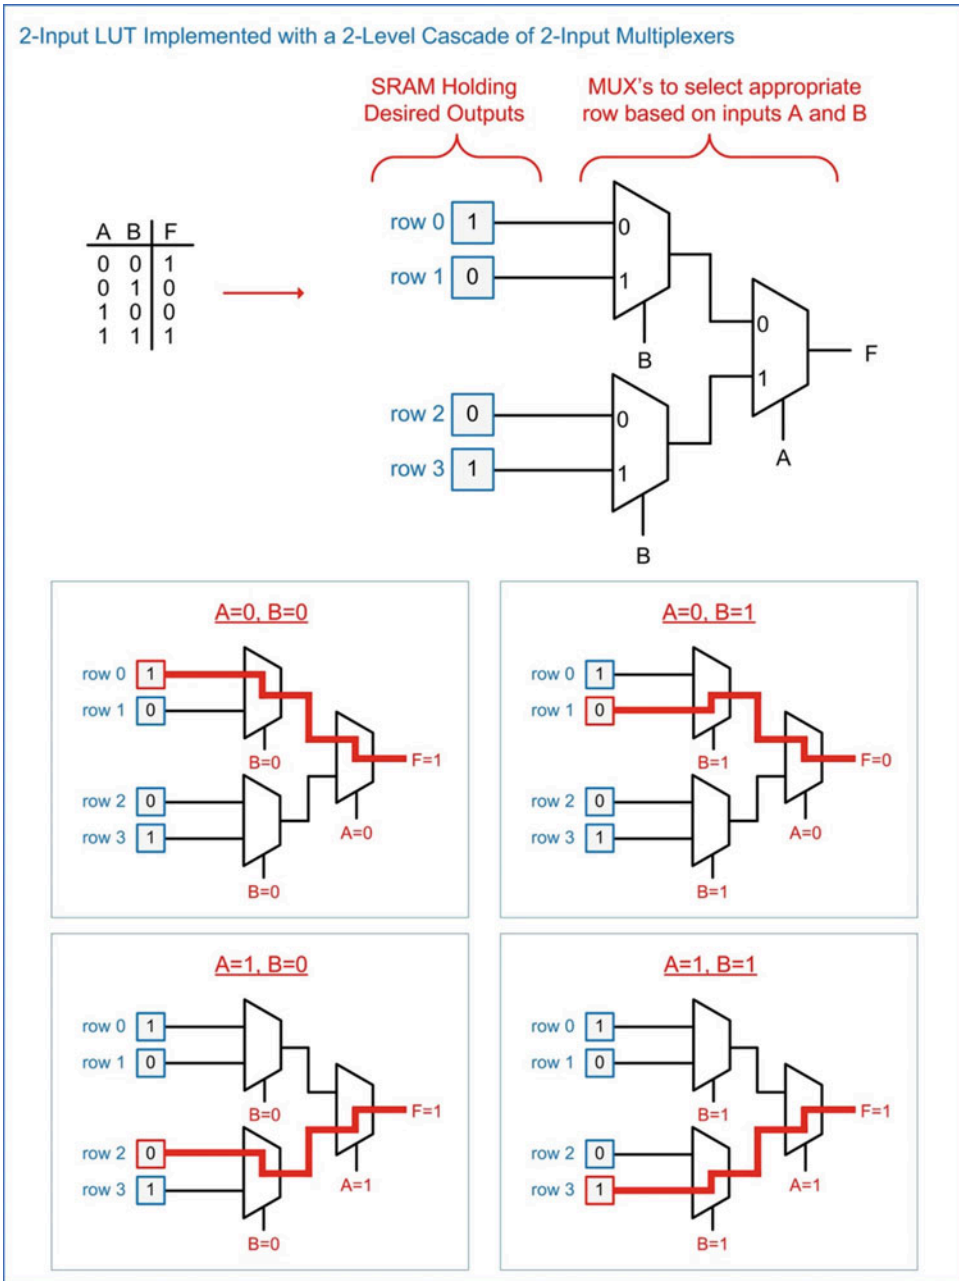 2-Input LUT Implemented with a 2-Level Cascade of 2-Input Multiplexers
SRAM Holding
Desired Outputs
MUX's to select appropriate
row based on inputs A and B
A B F
0 0 1
0 1 0
1 0 0
1 1 1
row 0 1
0
row 1 0
1
B
0
1
F
A
row 2 0
0
row 3 1
1
B
A=0, B=0
row 0 1
row 1 0
B=0
F=1
row 2 0
row 3 1
A=0
B=0
A=0, B=1
row 0 1
row 1 0
B=1
F=0
row 2 0
row 3 1
A=0
B=1
A=1, B=0
row 0 1
row 1 0
B=0
F=1
row 2 0
row 3 1
A=1
B=0
A=1, B=1
row 0 1
row 1 0
B=1
F=1
row 2 0
row 3 1
A=1
B=1